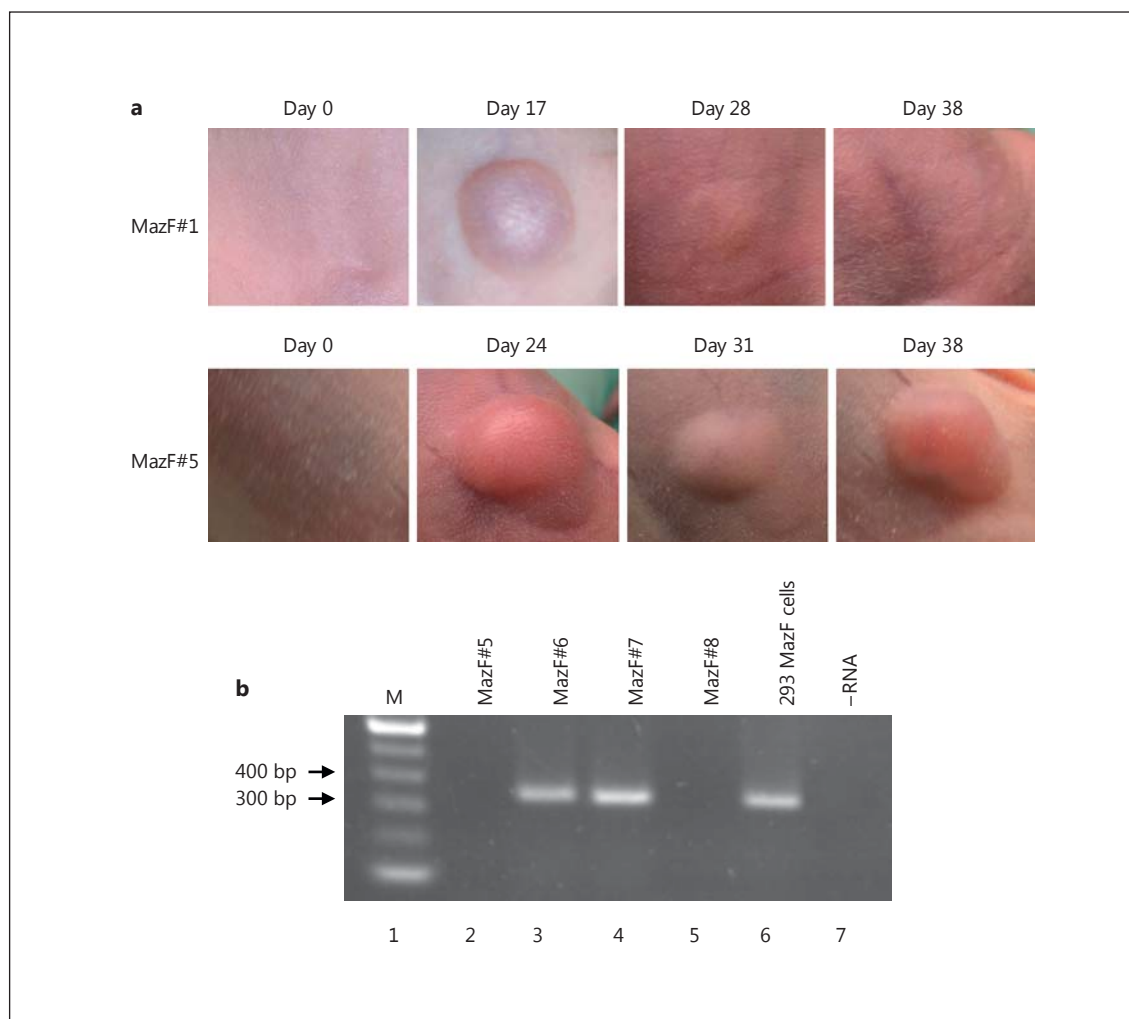 a
Day 0 Day 17 Day 28 Day 38
MazF#1
Day 0 Day 24 Day 31 Day 38
MazF#5
b
M MazF#5 MazF#6 MazF#7 MazF#8 293 MazF cells –RNA
400 bp
300 bp
1 2 3 4 5 6 7